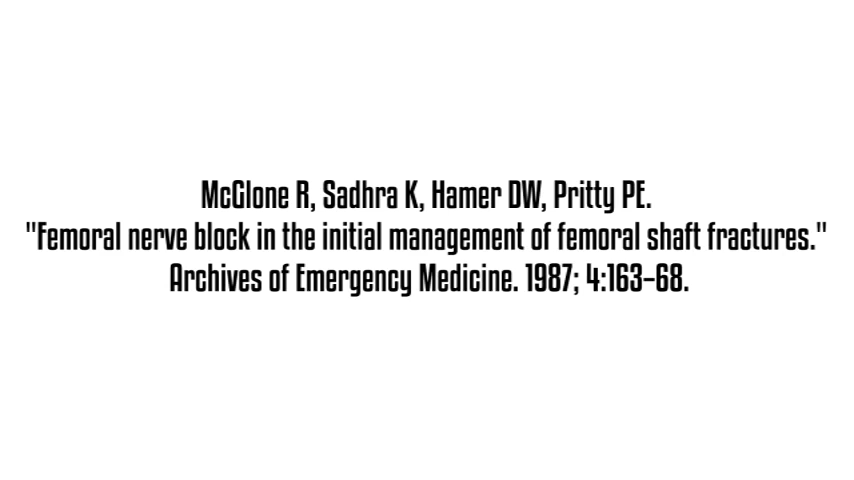 McGlone R, Sadhra K, Hamer DW, Pritty PE.
"Femoral nerve block in the initial management of femoral shaft fractures."
Archives of Emergency Medicine. 1987; 4:163-68.